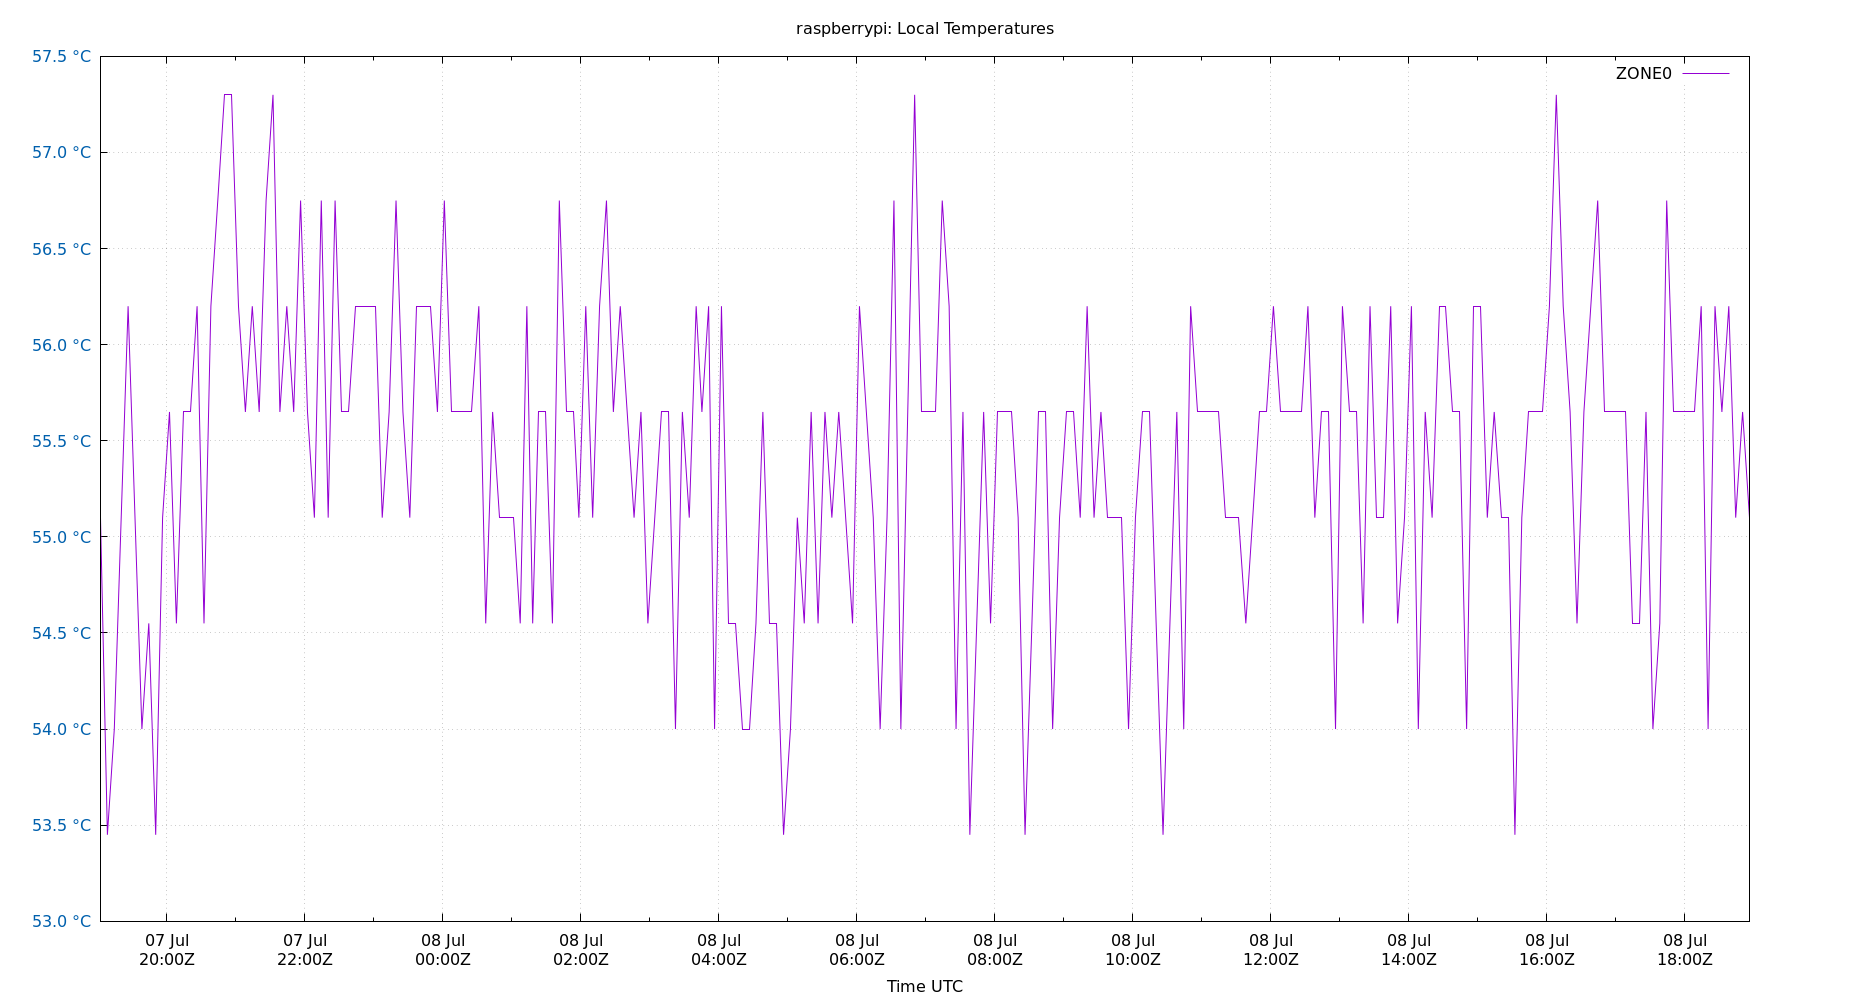 raspberrypi: Local Temperatures
57.5 °C
ZONE0
57.0 °C
56.5 °C
56.0 °C
55.5 °C
55.0 °C
54.5 °C
54.0 °C
53.5 °C
53.0 °C
07 Jul 07 Jul 08 Jul 08 Jul 08 Jul 08 Jul 08 Jul 08 Jul 08 Jul 08 Jul 08 Jul 08 Jul
20:00Z 22:00Z 00:00Z 02:00Z 04:00Z 06:00Z 08:00Z 10:00Z 12:00Z 14:00Z 16:00Z 18:00Z
Time UTC